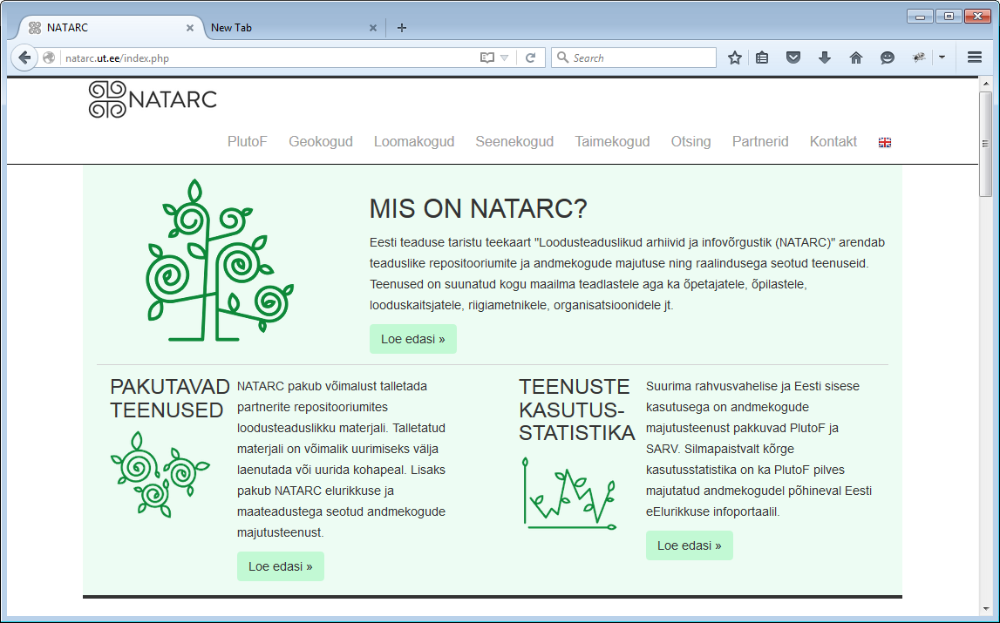 NATARC
New Tab
natarc.ut.ee/index.php
Search
NATARC
PlutoF Geokogud Loomakogud Seenekogud Taimekogud Otsing Partnerid Kontakt
MIS ON NATARC?
Eesti teaduse taristu teekaart "Loodusteaduslikud arhiivid ja infovõrgustik (NATARC)" arendab
teaduslike repositooriumite ja andmekogude majutuse ning raalindusega seotud teenuseid.
Teenused on suunatud kogu maailma teadlastele aga ka õpetajatele, õpilastele,
looduskaitsjatele, riigiametnikele, organisatsioonidele jt.
Loe edasi »
PAKUTAVAD
TEENUSED
NATARC pakub võimalust talletada
partnerite repositooriumites
loodusteaduslikku materjali. Talletatud
materjali on võimalik uurimiseks välja
laenutada või uurida kohapeal. Lisaks
pakub NATARC elurikkuse ja
maateadustega seotud andmekogude
majutusteenust.
Loe edasi »
TEENUSTE
KASUTUS-
STATISTIKA
Suurima rahvusvahelise ja Eesti sisese
kasutusega on andmekogude
majutusteenust pakkuvad PlutoF ja
SARV. Silmapaistvalt kõrge
kasutusstatistika on ka PlutoF pilves
majutatud andmekogudel põhineval Eesti
eElurikkuse infoportaalil.
Loe edasi »